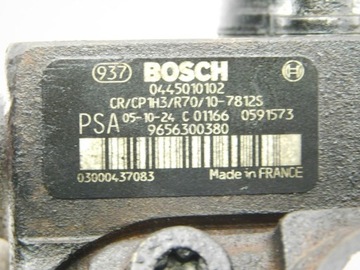 937 BOSCH
0445010102
CR/CP1H3/R70/10-7812S
PSA 05-10-24 C 01166 0591573
9656300380
03000437083 Made in FRANCE